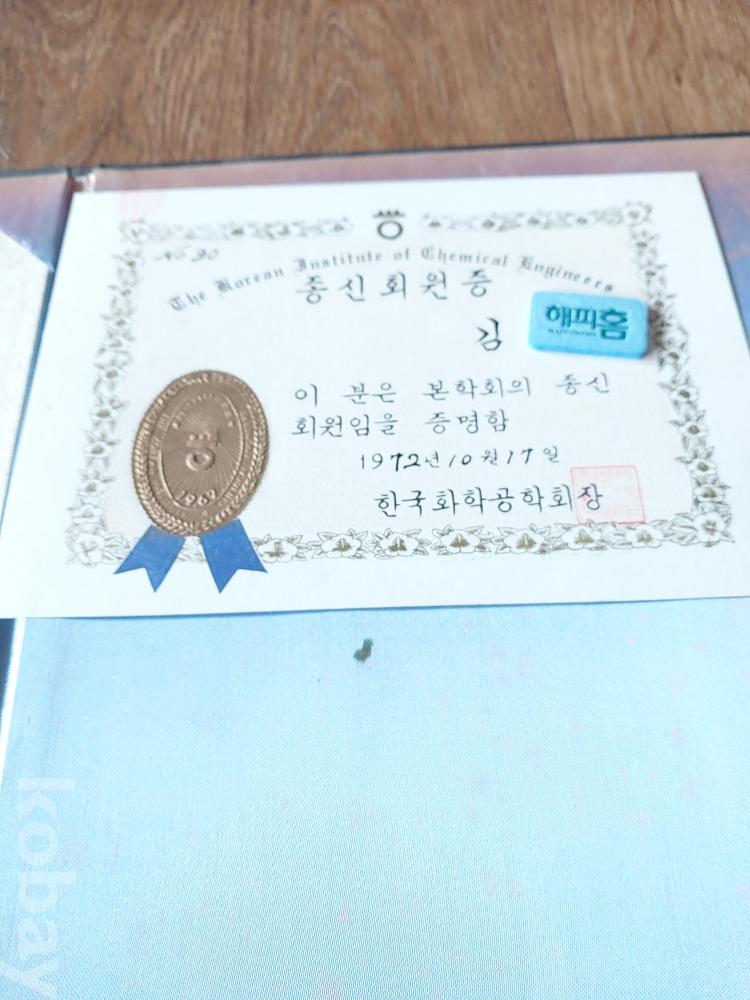 No 30
The Korean Institute of Chemical Engineers
종신회원증
김
해피홈
HAPPYHOME
이 분은 본학회의 종신
회원임을 증명함
1972년 10월 17일
한국화학공학회장
1962
kobay